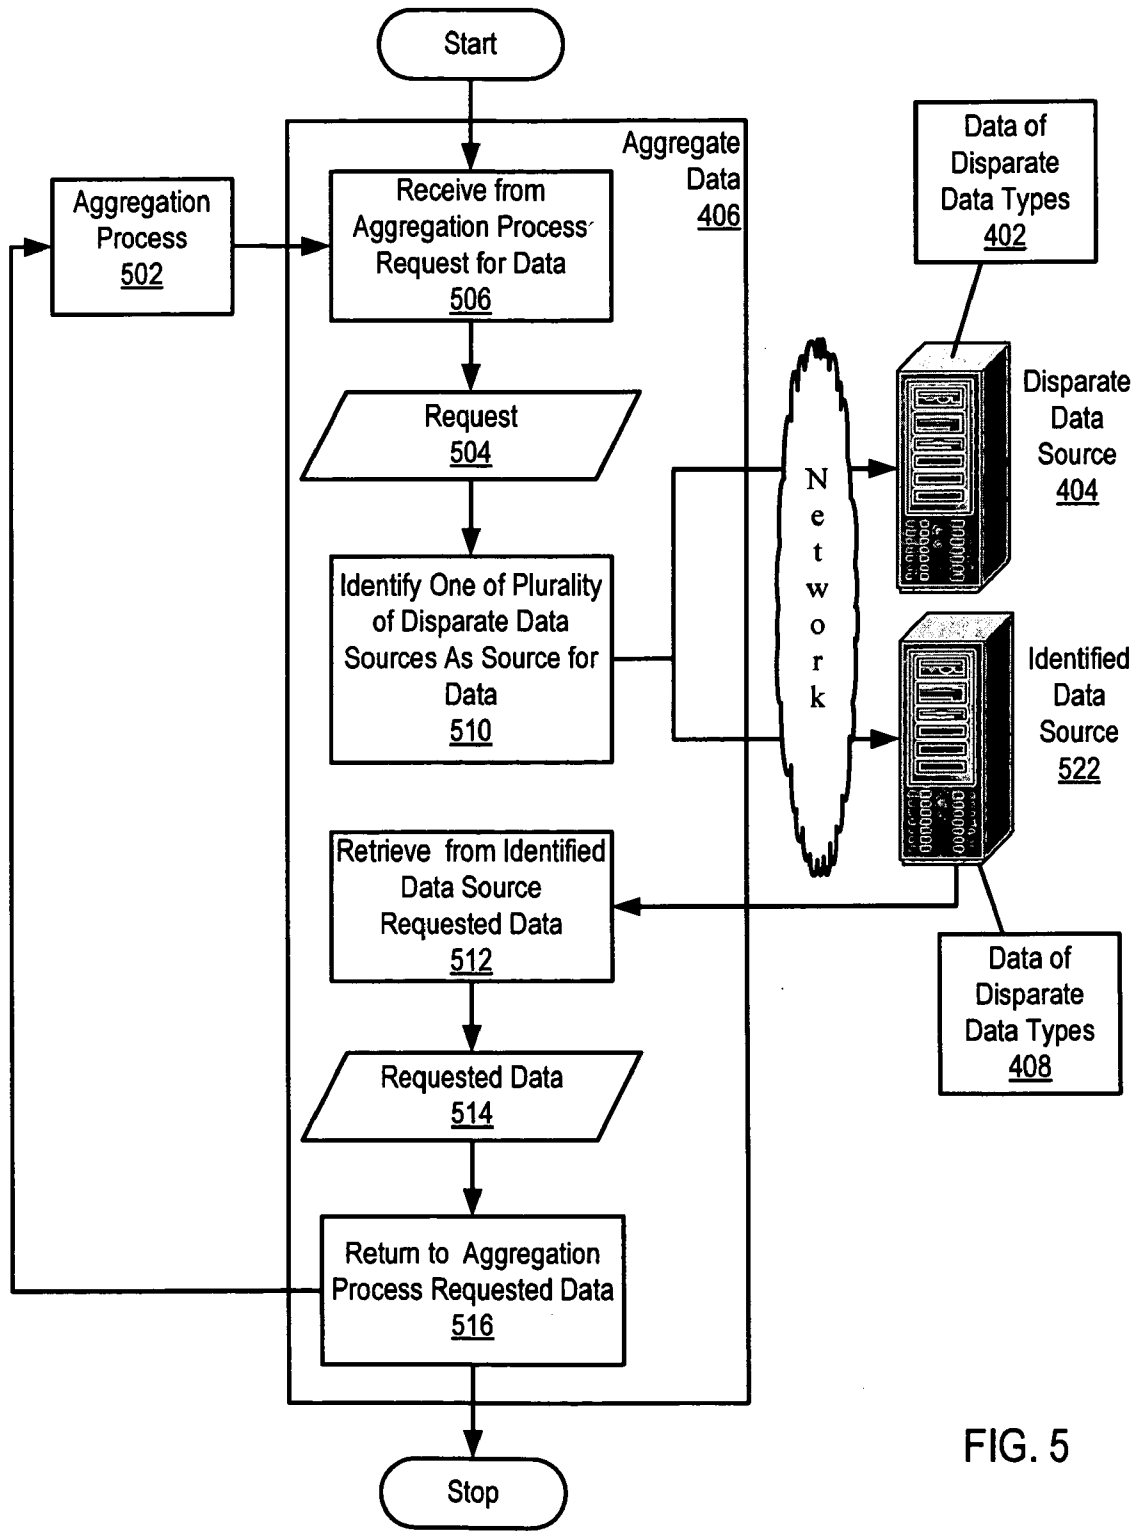 Start
Aggregate
Data
406
Aggregation
Process
502
Receive from
Aggregation Process
Request for Data
506
Data of
Disparate
Data Types
402
Request
504
Disparate
Data
Source
404
Network
Identify One of Plurality
of Disparate Data
Sources As Source for
Data
510
Identified
Data
Source
522
Retrieve from Identified
Data Source
Requested Data
512
Data of
Disparate
Data Types
408
Requested Data
514
Return to Aggregation
Process Requested Data
516
Stop
FIG. 5